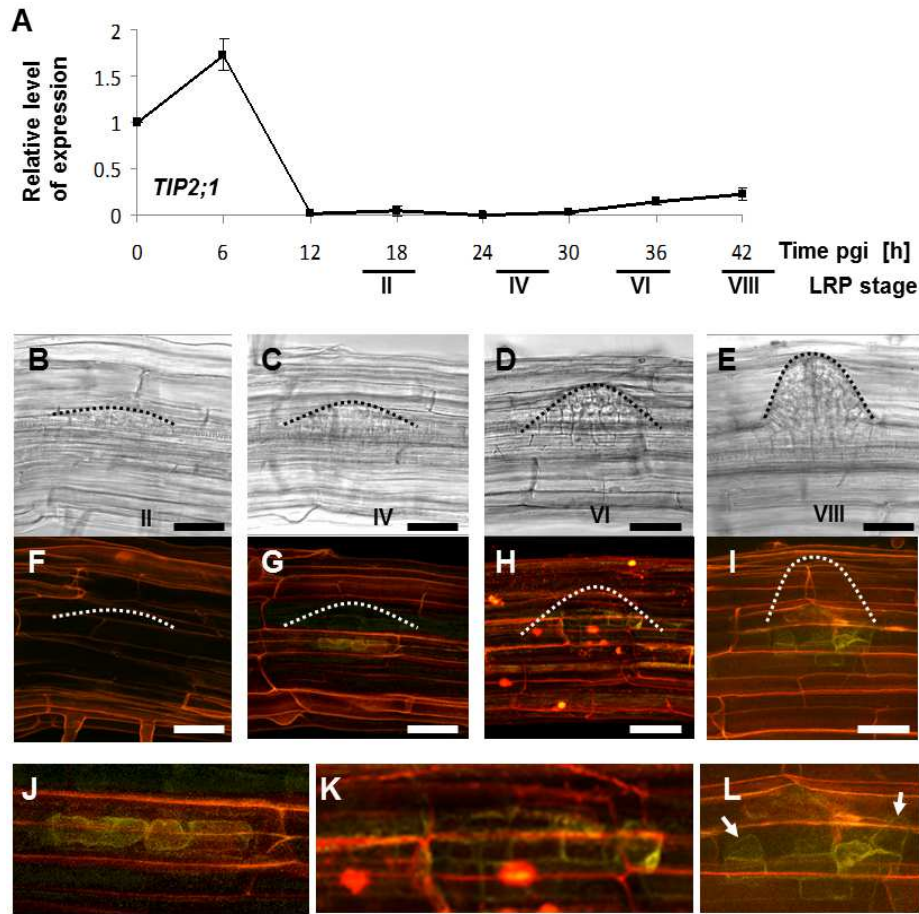 A
Relative level
of expression
2
1.5
1
0.5
0
TIP2;1
0 6 12 18 24 30 36 42 Time pgi [h]
II IV VI VIII LRP stage
B C D E
II IV VI VIII
F G H I
J K L